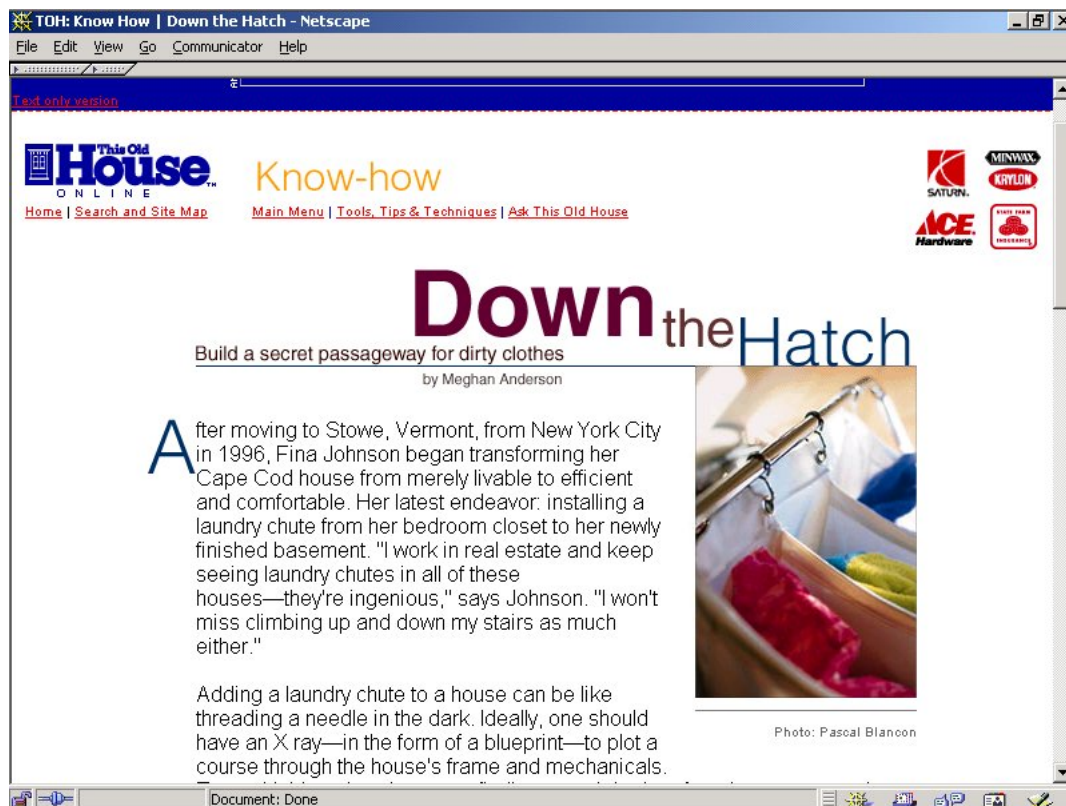 TOH: Know How | Down the Hatch - Netscape
File Edit View Go Communicator Help
Text only version
This Old
House
ONLINE
TM
Know-how
Home | Search and Site Map
Main Menu | Tools, Tips & Techniques | Ask This Old House
SATURN.
MINWAX
KRYLON
ACE
Hardware
STATE FARM
INSURANCE
Down the Hatch
Build a secret passageway for dirty clothes
by Meghan Anderson
After moving to Stowe, Vermont, from New York City
in 1996, Fina Johnson began transforming her
Cape Cod house from merely livable to efficient
and comfortable. Her latest endeavor: installing a
laundry chute from her bedroom closet to her newly
finished basement. "I work in real estate and keep
seeing laundry chutes in all of these
houses—they're ingenious," says Johnson. "I won't
miss climbing up and down my stairs as much
either."
Adding a laundry chute to a house can be like
threading a needle in the dark. Ideally, one should
have an X ray—in the form of a blueprint—to plot a
course through the house's frame and mechanicals.
Photo: Pascal Blancon
Document: Done